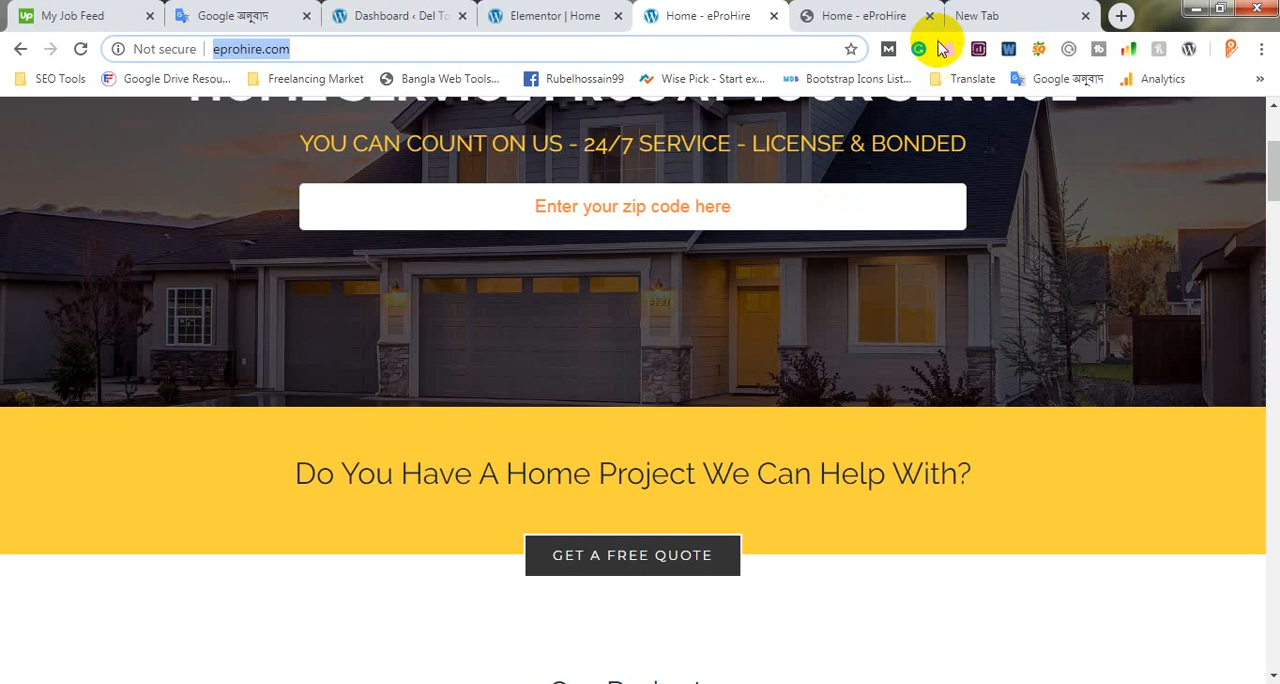 My Job Feed
Google অনুবাদ
Dashboard ‹ Del To
Elementor | Home
Home - eProHire
Home - eProHire
New Tab
Not secure
eprohire.com
SEO Tools
Google Drive Resou...
Freelancing Market
Bangla Web Tools...
Rubelhossain99
Wise Pick - Start ex...
Bootstrap Icons List...
Translate
Google অনুবাদ
Analytics
YOU CAN COUNT ON US - 24/7 SERVICE - LICENSE & BONDED
Enter your zip code here
Do You Have A Home Project We Can Help With?
GET A FREE QUOTE